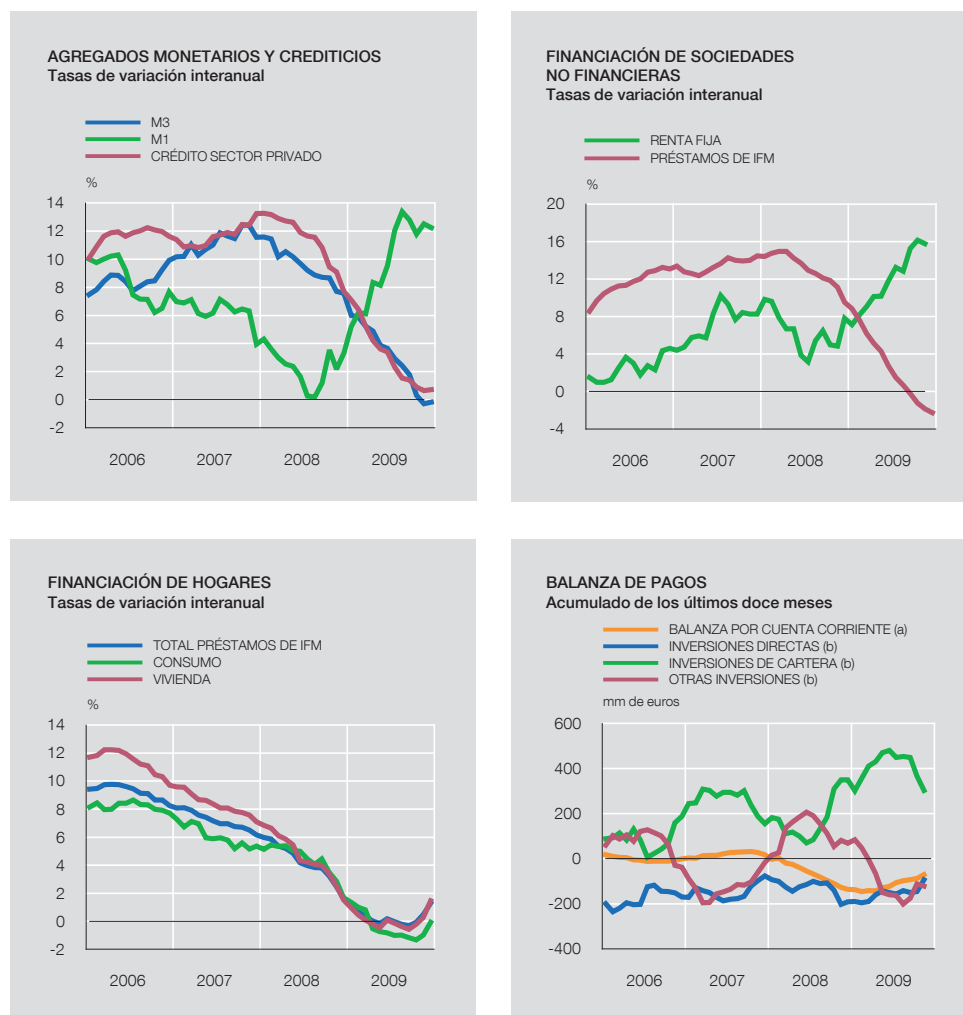 AGREGADOS MONETARIOS Y CREDITICIOS
Tasas de variación interanual
M3
M1
CRÉDITO SECTOR PRIVADO
%
14
12
10
8
6
4
2
0
-2
2006 2007 2008 2009
FINANCIACIÓN DE SOCIEDADES
NO FINANCIERAS
Tasas de variación interanual
RENTA FIJA
PRÉSTAMOS DE IFM
%
20
16
12
8
4
0
-4
2006 2007 2008 2009
FINANCIACIÓN DE HOGARES
Tasas de variación interanual
TOTAL PRÉSTAMOS DE IFM
CONSUMO
VIVIENDA
%
14
12
10
8
6
4
2
0
-2
2006 2007 2008 2009
BALANZA DE PAGOS
Acumulado de los últimos doce meses
BALANZA POR CUENTA CORRIENTE (a)
INVERSIONES DIRECTAS (b)
INVERSIONES DE CARTERA (b)
OTRAS INVERSIONES (b)
mm de euros
600
400
200
0
-200
-400
2006 2007 2008 2009